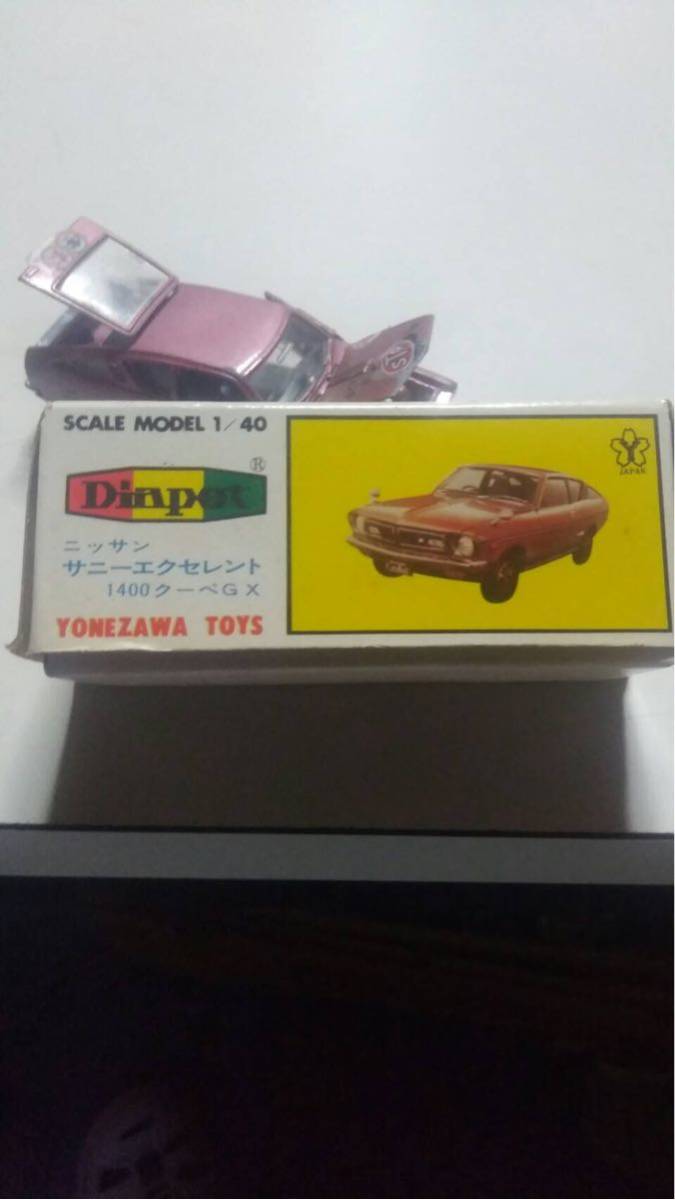 SCALE MODEL 1/40
Diapet ®
ニッサン
サニーエクセレント
1400クーペGX
YONEZAWA TOYS
Y
JAPAN